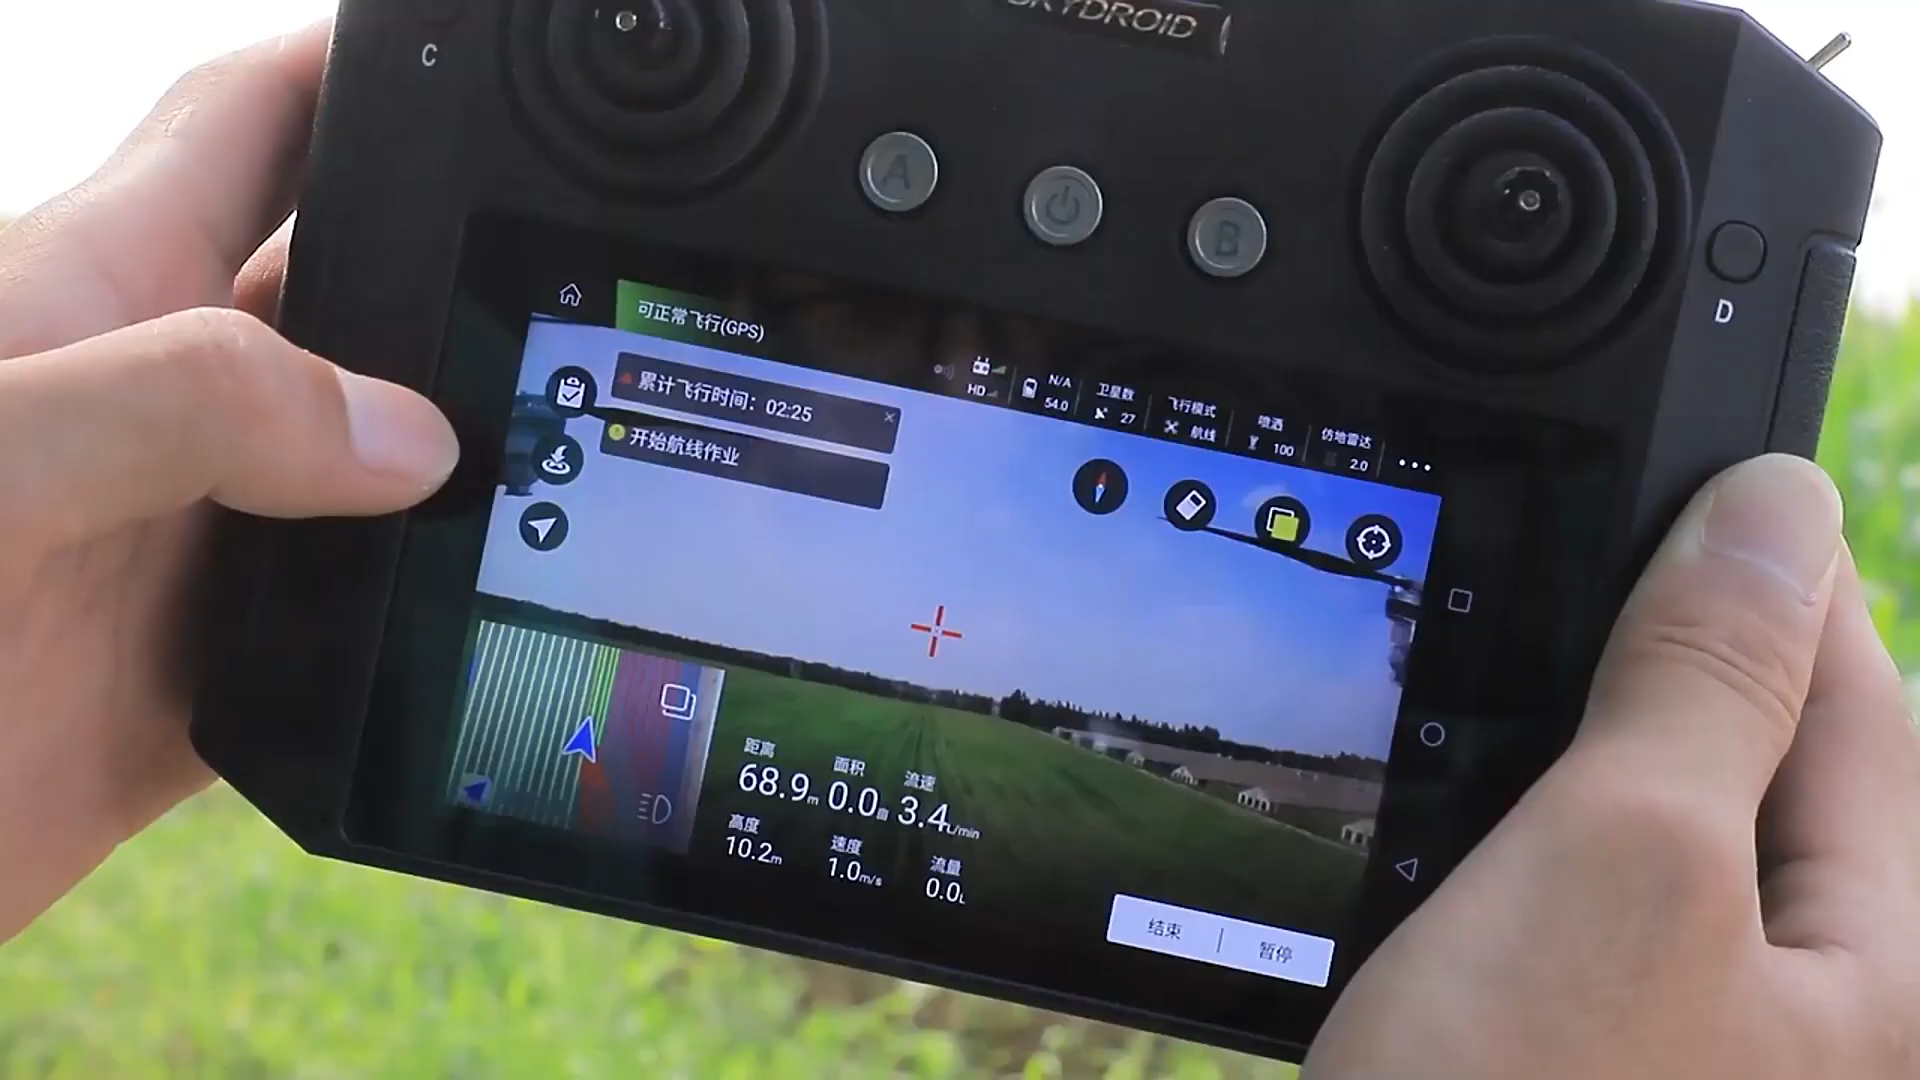 SKYDROID
C
A
B
D
可正常飞行(GPS)
累计飞行时间：02:25
开始航线作业
HD
N/A
54.0
卫星数
27
飞行模式
航线
喷洒
100
仿地雷达
2.0
距离
面积
流速
68.9m
0.0亩
3.4L/min
高度
速度
流量
10.2m
1.0m/s
0.0L
结束 | 暂停